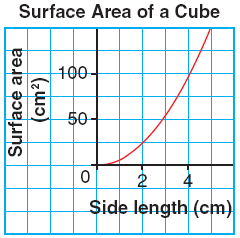 Surface Area of a Cube
Surface area
(cm²)
100
50
0
2
4
Side length (cm)